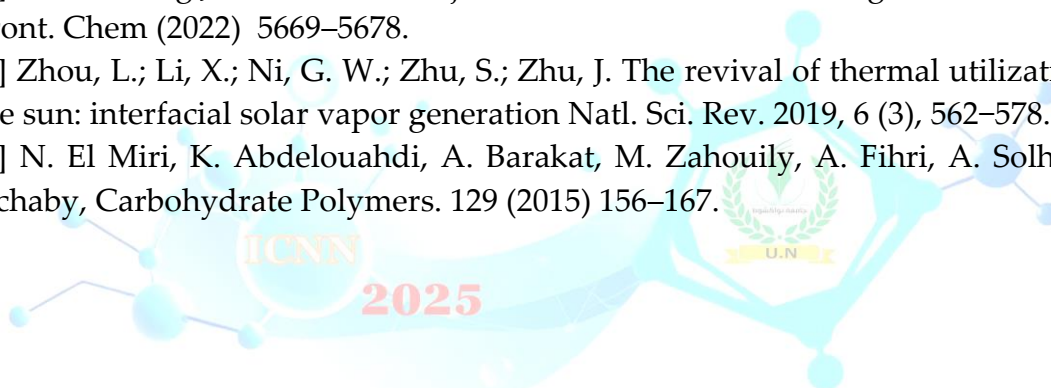 ont. Chem (2022) 5669–5678.
] Zhou, L.; Li, X.; Ni, G. W.; Zhu, S.; Zhu, J. The revival of thermal utilizati
e sun: interfacial solar vapor generation Natl. Sci. Rev. 2019, 6 (3), 562–578.
] N. El Miri, K. Abdelouahdi, A. Barakat, M. Zahouily, A. Fihri, A. Solh
chaby, Carbohydrate Polymers. 129 (2015) 156–167.
U.N
ICNN
2025